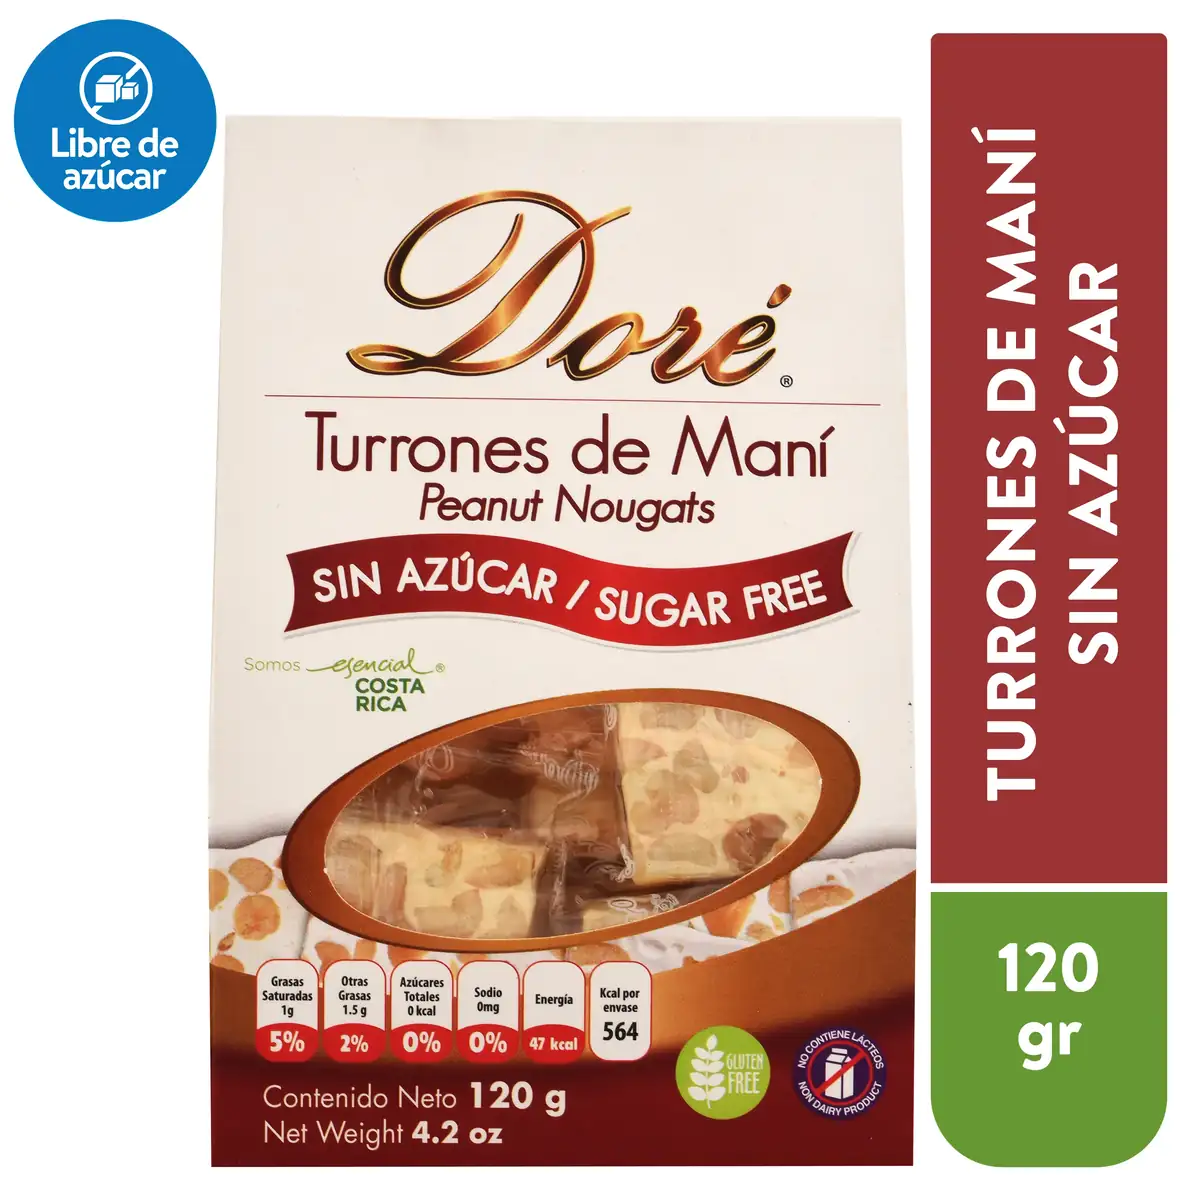 Libre de
azúcar
Doré®
Turrones de Maní
Peanut Nougats
SIN AZÚCAR / SUGAR FREE
Somos esencial®
COSTA
RICA
Grasas
Saturadas
1g
5%
Otras
Grasas
1.5 g
2%
Azúcares
Totales
0 kcal
0%
Sodio
0mg
0%
Energía
47 kcal
Kcal por
envase
564
Contenido Neto 120 g
Net Weight 4.2 oz
GLUTEN
FREE
NO CONTIENE LÁCTEOS
NON DAIRY PRODUCT
TURRONES DE MANÍ
SIN AZÚCAR
120
gr